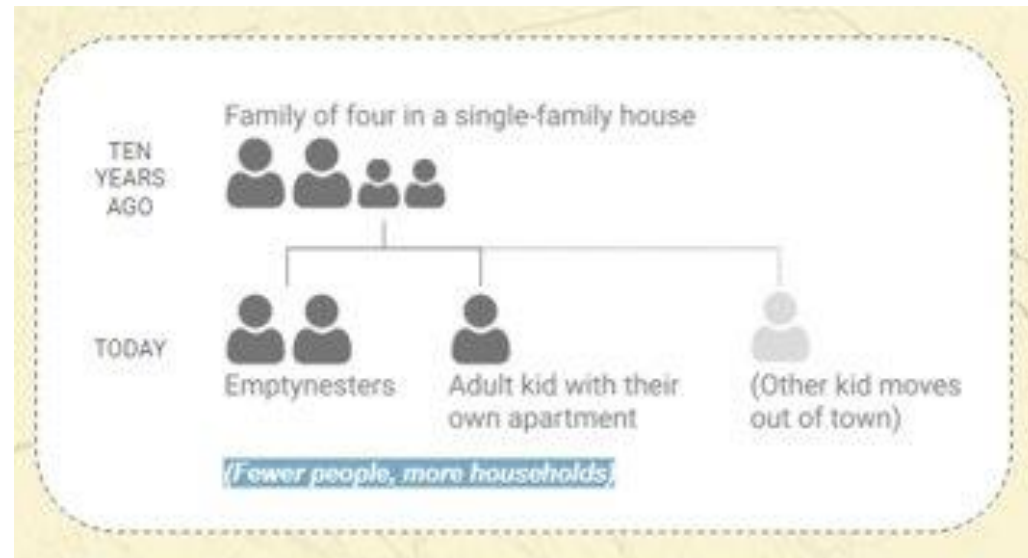 Family of four in a single-family house
TEN
YEARS
AGO
TODAY
Emptynesters
Adult kid with their
own apartment
(Other kid moves
out of town)
(Fewer people, more households)